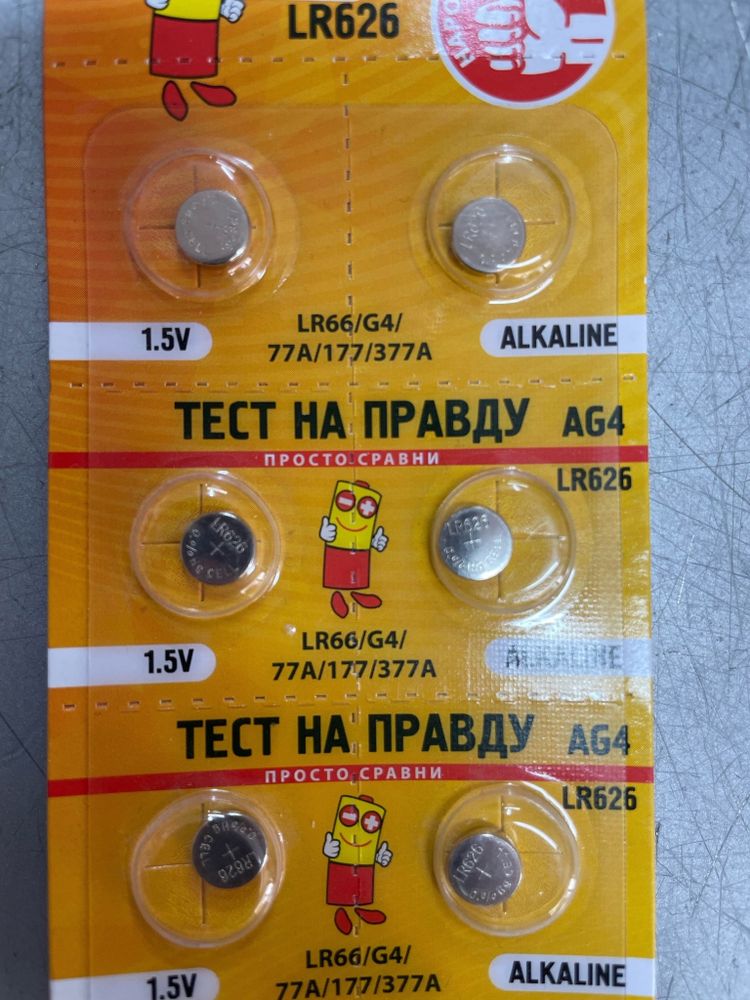 LR626
НАРО
1.5V
LR66/G4/
77A/177/377A
ALKALINE
ТЕСТ НА ПРАВДУ AG4
ПРОСТО СРАВНИ
LR626
LR626
LR626
1.5V
LR66/G4/
77A/177/377A
ALKALINE
ТЕСТ НА ПРАВДУ AG4
ПРОСТО СРАВНИ
LR626
LR626
LR626
1.5V
LR66/G4/
77A/177/377A
ALKALINE